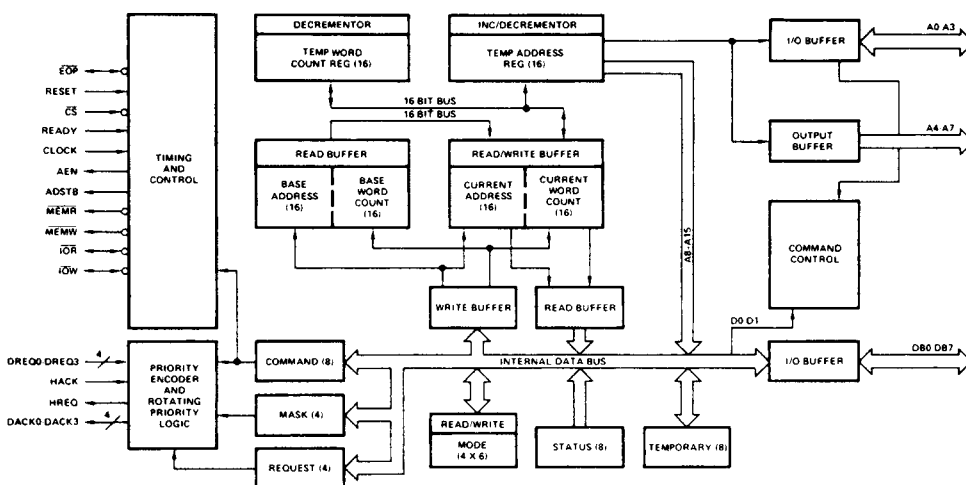 DECREMENTOR
TEMP WORD
COUNT REG (16)
INC/DECREMENTOR
TEMP ADDRESS
REG (16)
I/O BUFFER
A0-A3
EOP
RESET
CS
READY
CLOCK
AEN
ADSTB
MEMR
MEMW
IOR
IOW
TIMING
AND
CONTROL
16 BIT BUS
16 BIT BUS
READ BUFFER
BASE
ADDRESS
(16)
BASE
WORD
COUNT
(16)
READ/WRITE BUFFER
CURRENT
ADDRESS
(16)
CURRENT
WORD
COUNT
(16)
OUTPUT
BUFFER
A4-A7
A8-A15
COMMAND
CONTROL
WRITE BUFFER
READ BUFFER
D0-D1
DREQ0-DREQ3
4
HACK
HREQ
DACK0-DACK3
4
PRIORITY
ENCODER
AND
ROTATING
PRIORITY
LOGIC
COMMAND (8)
MASK (4)
REQUEST (4)
INTERNAL DATA BUS
I/O BUFFER
DB0-DB7
READ/WRITE
MODE
(4 X 6)
STATUS (8)
TEMPORARY (8)